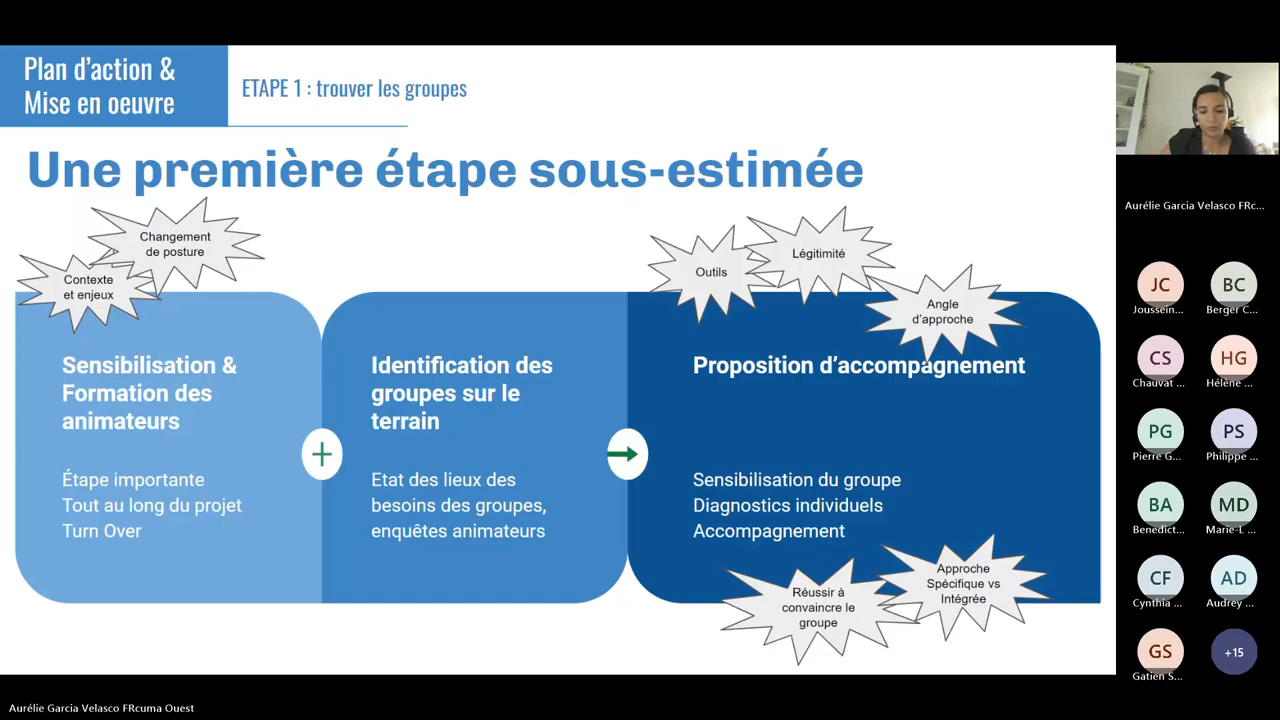 Plan d'action &
Mise en oeuvre
ETAPE 1 : trouver les groupes
Une première étape sous-estimée
Changement
de posture
Contexte
et enjeux
Outils
Légitimité
Angle
d'approche
Sensibilisation &
Formation des
animateurs
Étape importante
Tout au long du projet
Turn Over
+
Identification des
groupes sur le
terrain
Etat des lieux des
besoins des groupes,
enquêtes animateurs
Proposition d'accompagnement
Sensibilisation du groupe
Diagnostics individuels
Accompagnement
Réussir à
convaincre le
groupe
Approche
Spécifique vs
Intégrée
Aurélie Garcia Velasco FRc...
JC
Joussein...
BC
Berger C...
CS
Chauvat ...
HG
Hélène ...
PG
Pierre G...
PS
Philippe ...
BA
Benedict...
MD
Marie-L ...
CF
Cynthia ...
AD
Audrey ...
GS
Gatien S...
+15
Aurélie Garcia Velasco FRcuma Ouest